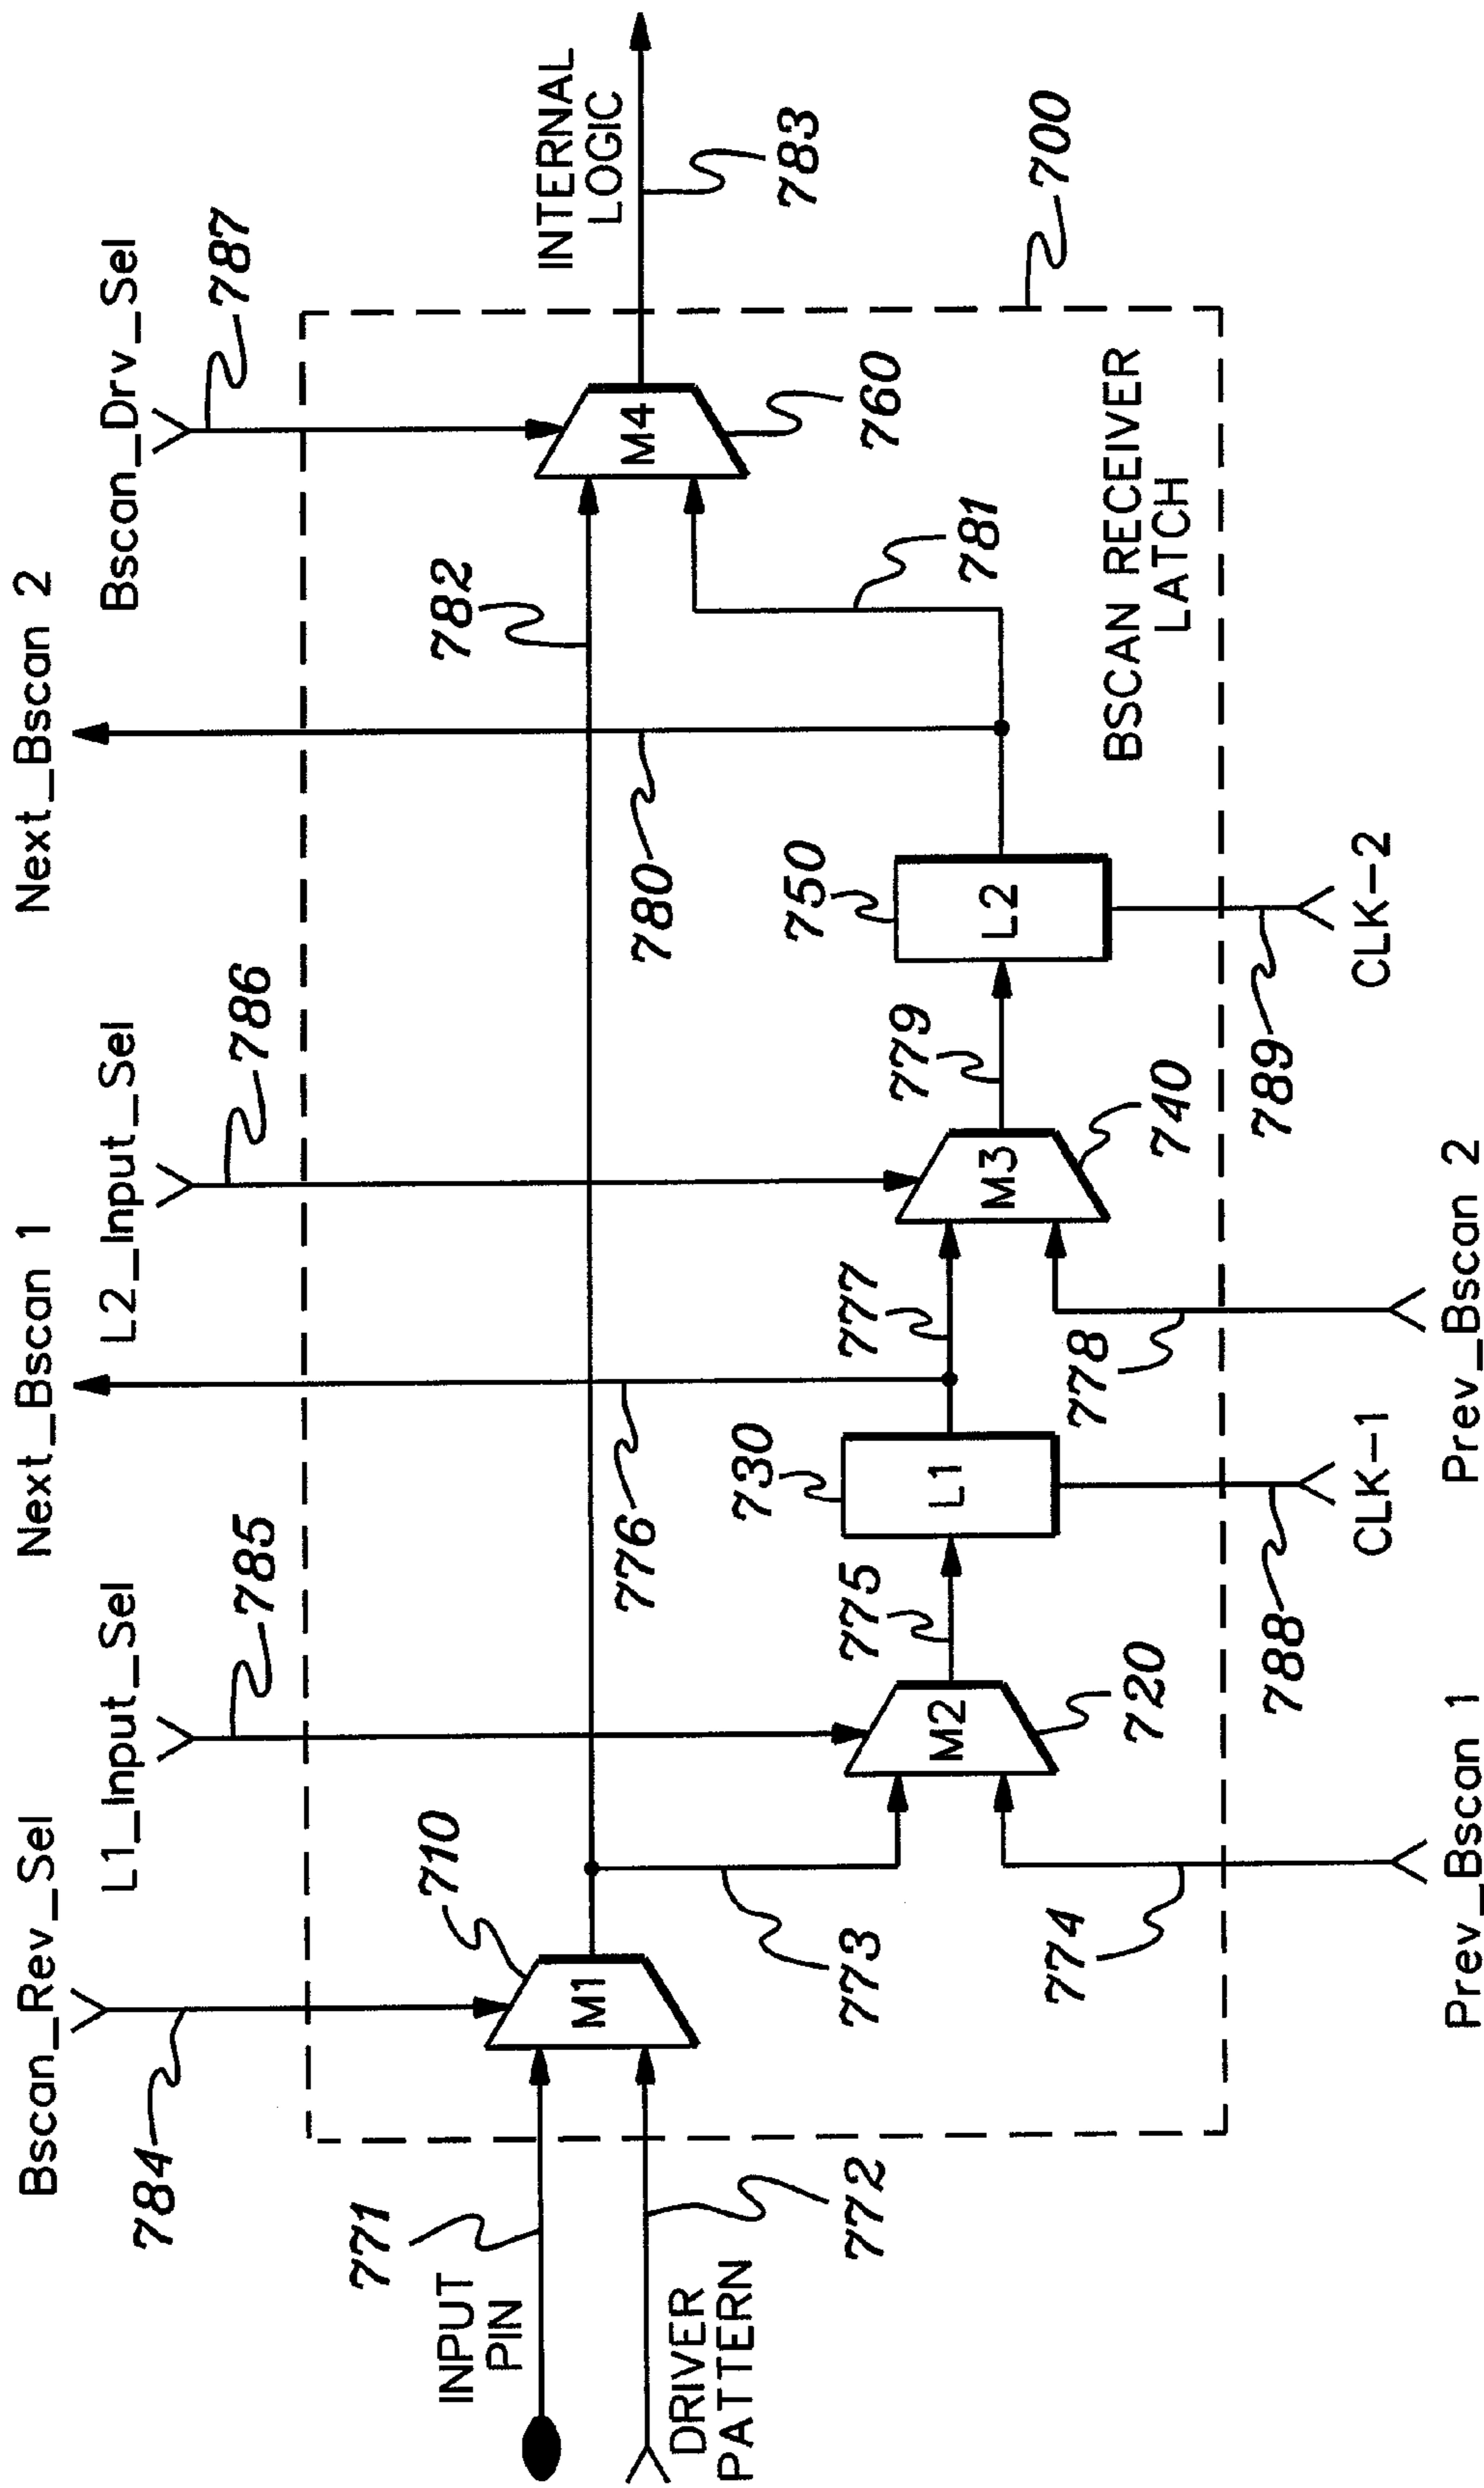 Bscan_Rev_Sel
784
L1_Input_Sel
785
Next_Bscan 1
L2_Input_Sel
786
Next_Bscan 2
Bscan_Drv_Sel
787
INPUT
PIN
771
DRIVER
PATTERN
772
M1
710
773
774
Prev_Bscan 1
M2
720
775
L1
730
776
777
788
CLK-1
778
Prev_Bscan 2
M3
740
779
L2
750
780
789
CLK-2
781
782
M4
760
INTERNAL
LOGIC
783
BSCAN RECEIVER
LATCH
700